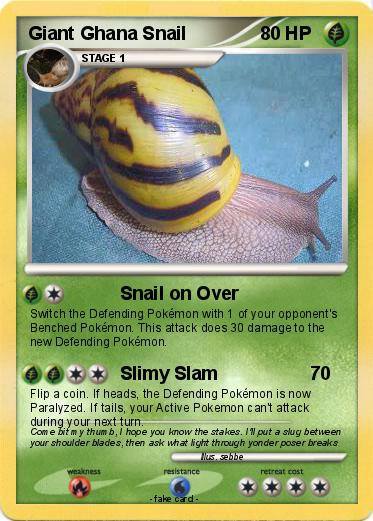 Giant Ghana Snail 80 HP
STAGE 1
Snail on Over
Switch the Defending Pokémon with 1 of your opponent's
Benched Pokémon. This attack does 30 damage to the
new Defending Pokémon.
Slimy Slam 70
Flip a coin. If heads, the Defending Pokémon is now
Paralyzed. If tails, your Active Pokemon can't attack
during your next turn.
Come bit my thumb, I hope you know the stakes. I'll put a slug between
your shoulder blades, then ask what light through yonder poser breaks
Illus. sebbe
weakness resistance retreat cost
- fake card -